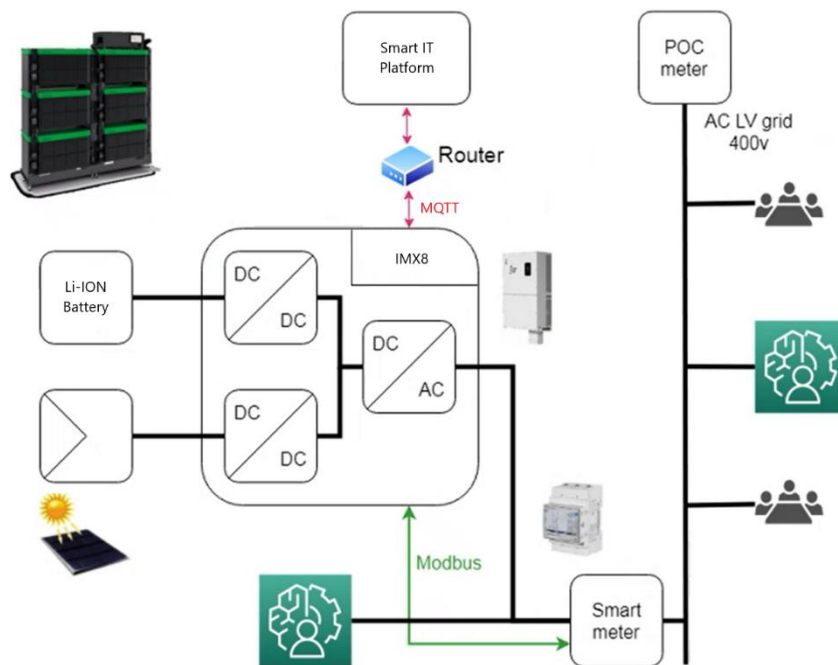 Smart IT
Platform
POC
meter
AC LV grid
400v
Router
MQTT
IMX8
Li-ION
Battery
DC
DC
DC
AC
DC
DC
Modbus
Smart
meter